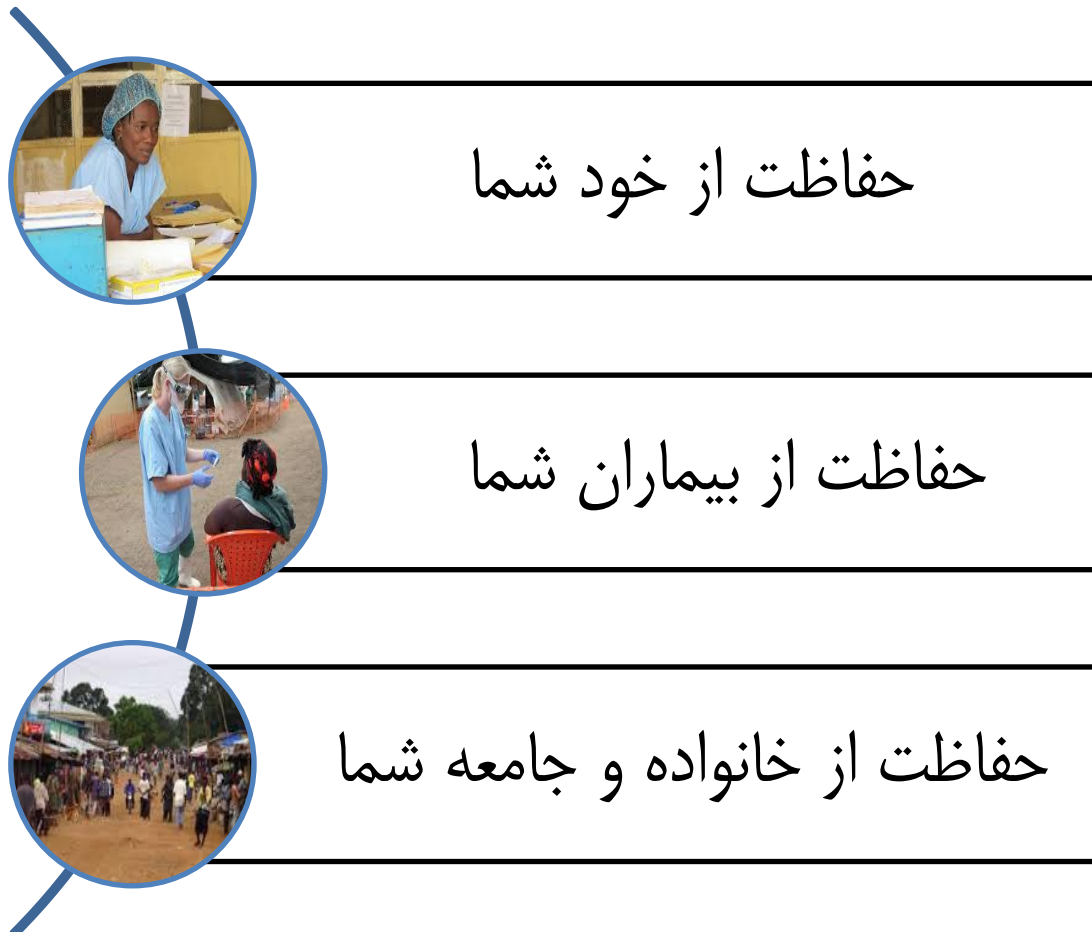 حفاظت از خود شما
حفاظت از بیماران شما
حفاظت از خانواده و جامعه شما